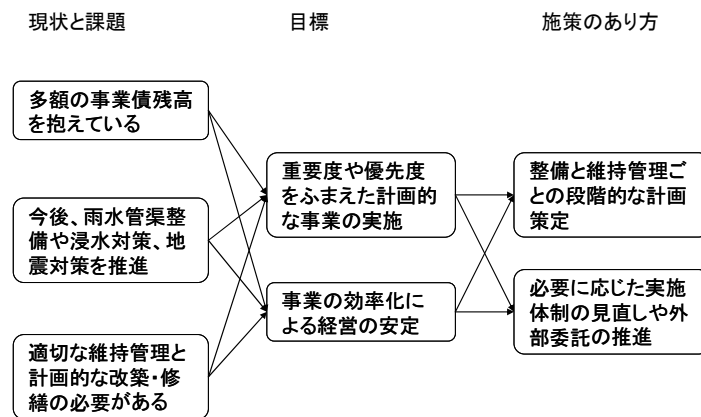 現状と課題
目標
施策のあり方
多額の事業債残高
を抱えている
今後、雨水管渠整
備や浸水対策、地
震対策を推進
適切な維持管理と
計画的な改築・修
繕の必要がある
重要度や優先度
をふまえた計画的
な事業の実施
事業の効率化に
よる経営の安定
整備と維持管理ご
との段階的な計画
策定
必要に応じた実施
体制の見直しや外
部委託の推進